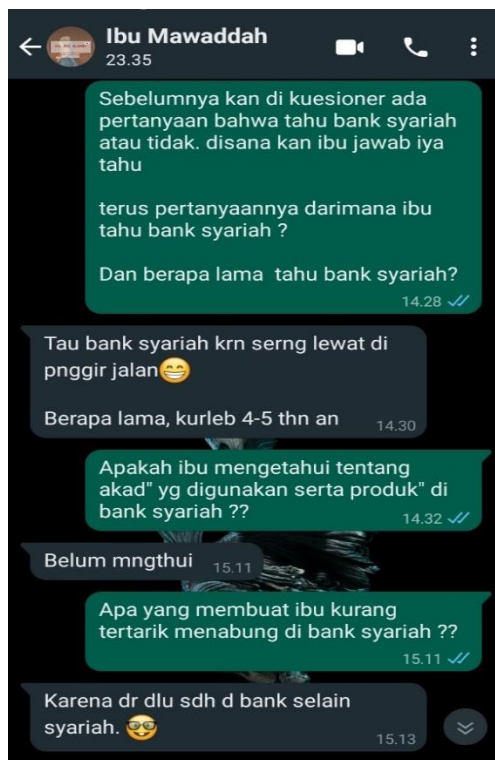 Ibu Mawaddah
23.35
Sebelumnya kan di kuesioner ada
pertanyaan bahwa tahu bank syariah
atau tidak. disana kan ibu jawab iya
tahu
terus pertanyaannya darimana ibu
tahu bank syariah ?
Dan berapa lama tahu bank syariah?
14.28
Tau bank syariah krn serng lewat di
pnggir jalan😁
Berapa lama, kurleb 4-5 thn an
14.30
Apakah ibu mengetahui tentang
akad" yg digunakan serta produk" di
bank syariah ??
14.32
Belum mngthui
15.11
Apa yang membuat ibu kurang
tertarik menabung di bank syariah ??
15.11
Karena dr dlu sdh d bank selain
syariah. 🤓
15.13